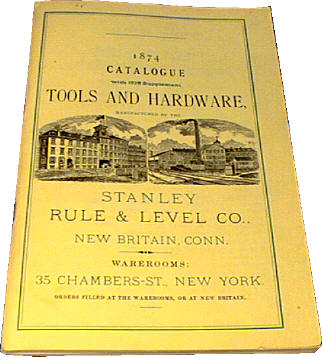 1874
CATALOGUE
with 1876 Supplement
TOOLS AND HARDWARE,
MANUFACTURED BY THE
STANLEY
RULE & LEVEL CO.,
NEW BRITAIN, CONN.
WAREROOMS:
35 CHAMBERS-ST., NEW YORK.
ORDERS FILLED AT THE WAREROOMS, OR AT NEW BRITAIN.